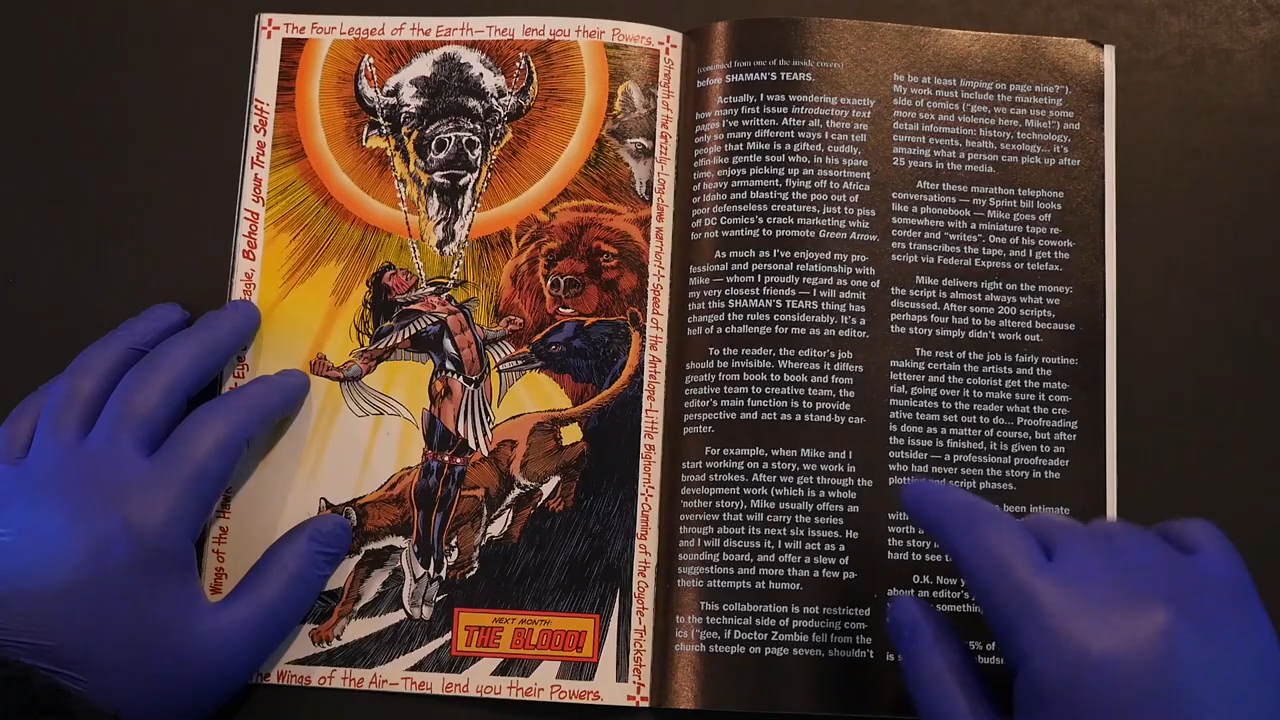 The Four Legged of the Earth—They lend you their Powers.
Behold your True Self!
Wings of the Hawk
Strength of the Grizzly—Long-claws warrior!—Speed of the Antelope—Little Bighorn!—Cunning of the Coyote—Trickster!
NEXT MONTH:
THE BLOOD!
The Wings of the Air—They lend you their Powers.
(continued from one of the inside covers)
before SHAMAN'S TEARS.
Actually, I was wondering exactly
how many first issue introductory text
pages I've written. After all, there are
only so many different ways I can tell
people that Mike is a gifted, cuddly,
elfin-like gentle soul who, in his spare
time, enjoys picking up an assortment
of heavy armament, flying off to Africa
or Idaho and blasting the poo out of
poor defenseless creatures, just to piss
off DC Comics's crack marketing whiz
for not wanting to promote Green Arrow.
As much as I've enjoyed my pro-
fessional and personal relationship with
Mike — whom I proudly regard as one of
my very closest friends — I will admit
that this SHAMAN'S TEARS thing has
changed the rules considerably. It's a
hell of a challenge for me as an editor.
To the reader, the editor's job
should be invisible. Whereas it differs
greatly from book to book and from
creative team to creative team, the
editor's main function is to provide
perspective and act as a stand-by car-
penter.
For example, when Mike and I
start working on a story, we work in
broad strokes. After we get through the
development work (which is a whole
'nother story), Mike usually offers an
overview that will carry the series
through about its next six issues. He
and I will discuss it, I will act as a
sounding board, and offer a slew of
suggestions and more than a few pa-
thetic attempts at humor.
This collaboration is not restricted
to the technical side of producing com-
ics ("gee, if Doctor Zombie fell from the
church steeple on page seven, shouldn't
he be at least limping on page nine?").
My work must include the marketing
side of comics ("gee, we can use some
more sex and violence here, Mike!") and
detail information: history, technology,
current events, health, sexology... it's
amazing what a person can pick up after
25 years in the media.
After these marathon telephone
conversations — my Sprint bill looks
like a phonebook — Mike goes off
somewhere with a miniature tape re-
corder and "writes". One of his cowork-
ers transcribes the tape, and I get the
script via Federal Express or telefax.
Mike delivers right on the money:
the script is almost always what we
discussed. After some 200 scripts,
perhaps four had to be altered because
the story simply didn't work out.
The rest of the job is fairly routine:
making certain the artists and the
letterer and the colorist get the mate-
rial, going over it to make sure it com-
municates to the reader what the cre-
ative team set out to do... Proofreading
is done as a matter of course, but after
the issue is finished, it is given to an
outsider — a professional proofreader
who had never seen the story in the
plotting and script phases.
been intimate
with
worth a
the story
hard to see
O.K. Now
about an editor's
something,
5% of
is